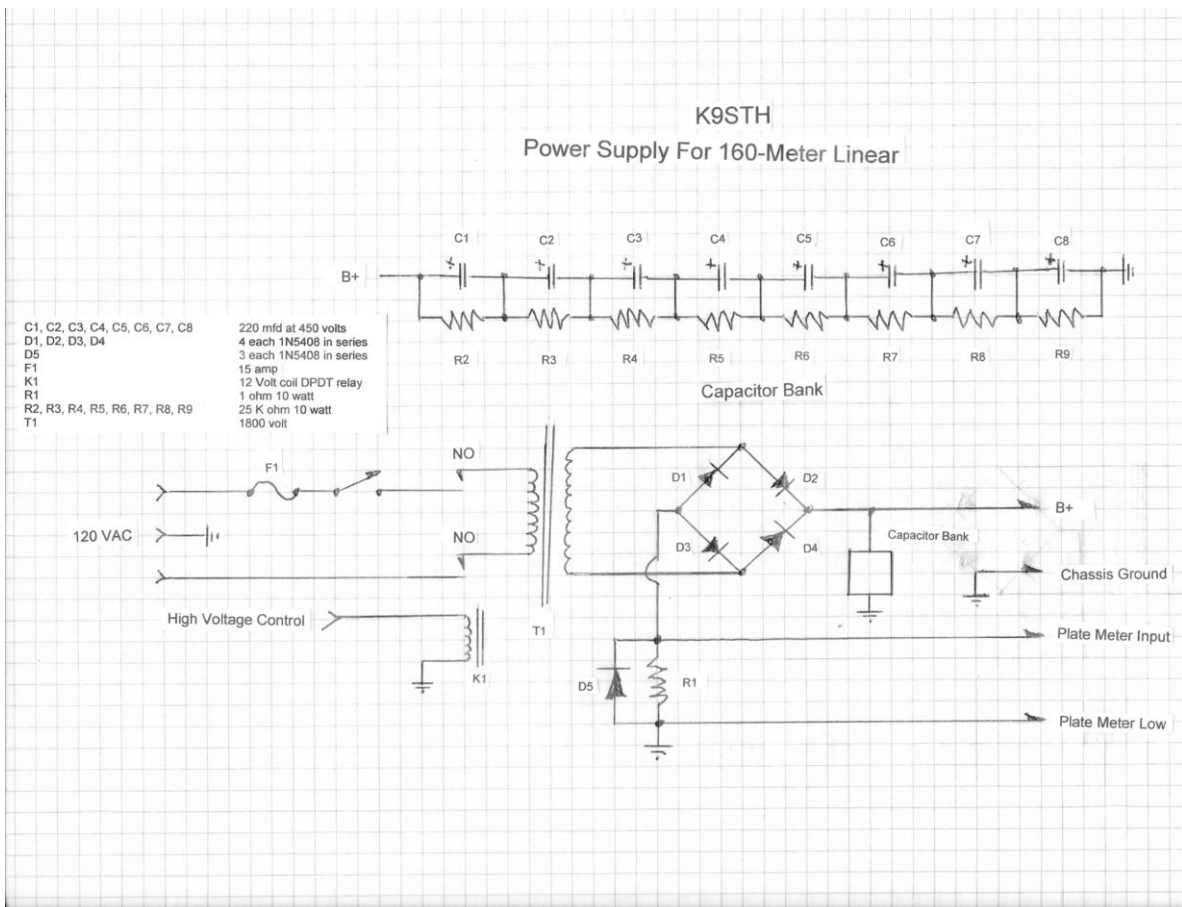 K9STH
Power Supply For 160-Meter Linear
C1 C2 C3 C4 C5 C6 C7 C8
B+
R2 R3 R4 R5 R6 R7 R8 R9
Capacitor Bank
C1, C2, C3, C4, C5, C6, C7, C8 220 mfd at 450 volts
D1, D2, D3, D4 4 each 1N5408 in series
D5 3 each 1N5408 in series
F1 15 amp
K1 12 Volt coil DPDT relay
R1 1 ohm 10 watt
R2, R3, R4, R5, R6, R7, R8, R9 25 K ohm 10 watt
T1 1800 volt
F1
NO
120 VAC
NO
High Voltage Control
K1
T1
D1
D2
D3
D4
Capacitor Bank
B+
Chassis Ground
Plate Meter Input
D5
R1
Plate Meter Low